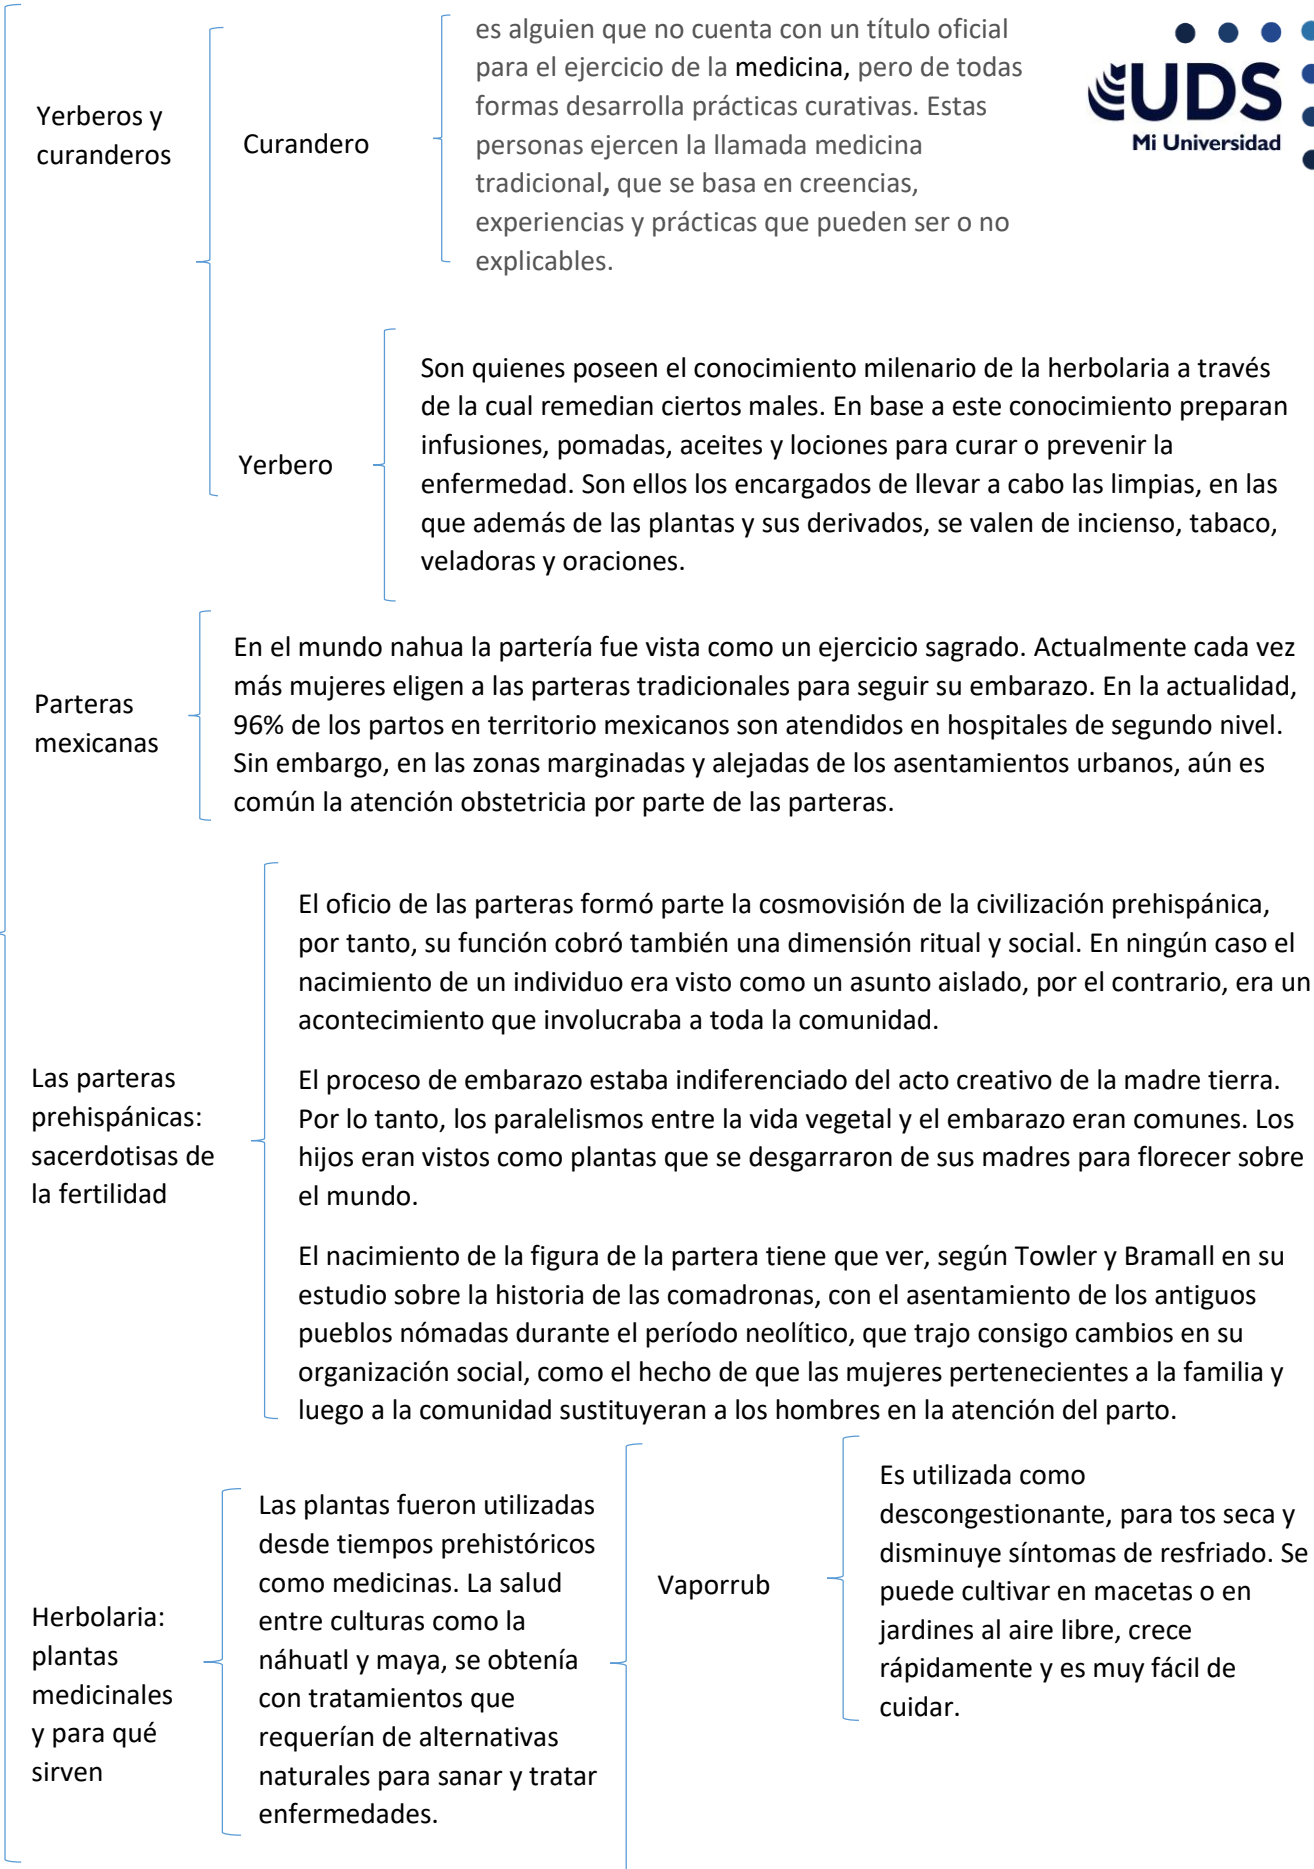 es alguien que no cuenta con un título oficial
para el ejercicio de la medicina, pero de todas
formas desarrolla prácticas curativas. Estas
personas ejercen la llamada medicina
tradicional, que se basa en creencias,
experiencias y prácticas que pueden ser o no
explicables.
UDS
Mi Universidad
Yerberos y
curanderos
Curandero
Son quienes poseen el conocimiento milenario de la herbolaria a través
de la cual remedian ciertos males. En base a este conocimiento preparan
infusiones, pomadas, aceites y lociones para curar o prevenir la
enfermedad. Son ellos los encargados de llevar a cabo las limpias, en las
que además de las plantas y sus derivados, se valen de incienso, tabaco,
veladoras y oraciones.
Yerbero
En el mundo nahua la partería fue vista como un ejercicio sagrado. Actualmente cada vez
más mujeres eligen a las parteras tradicionales para seguir su embarazo. En la actualidad,
96% de los partos en territorio mexicanos son atendidos en hospitales de segundo nivel.
Sin embargo, en las zonas marginadas y alejadas de los asentamientos urbanos, aún es
común la atención obstetricia por parte de las parteras.
Parteras
mexicanas
El oficio de las parteras formó parte la cosmovisión de la civilización prehispánica,
por tanto, su función cobró también una dimensión ritual y social. En ningún caso el
nacimiento de un individuo era visto como un asunto aislado, por el contrario, era un
acontecimiento que involucraba a toda la comunidad.
El proceso de embarazo estaba indiferenciado del acto creativo de la madre tierra.
Por lo tanto, los paralelismos entre la vida vegetal y el embarazo eran comunes. Los
hijos eran vistos como plantas que se desgarraron de sus madres para florecer sobre
el mundo.
El nacimiento de la figura de la partera tiene que ver, según Towler y Bramall en su
estudio sobre la historia de las comadronas, con el asentamiento de los antiguos
pueblos nómadas durante el período neolítico, que trajo consigo cambios en su
organización social, como el hecho de que las mujeres pertenecientes a la familia y
luego a la comunidad sustituyeran a los hombres en la atención del parto.
Las parteras
prehispánicas:
sacerdotisas de
la fertilidad
Herbolaria:
plantas
medicinales
y para qué
sirven
Las plantas fueron utilizadas
desde tiempos prehistóricos
como medicinas. La salud
entre culturas como la
náhuatl y maya, se obtenía
con tratamientos que
requerían de alternativas
naturales para sanar y tratar
enfermedades.
Vaporrub
Es utilizada como
descongestionante, para tos seca y
disminuye síntomas de resfriado. Se
puede cultivar en macetas o en
jardines al aire libre, crece
rápidamente y es muy fácil de
cuidar.